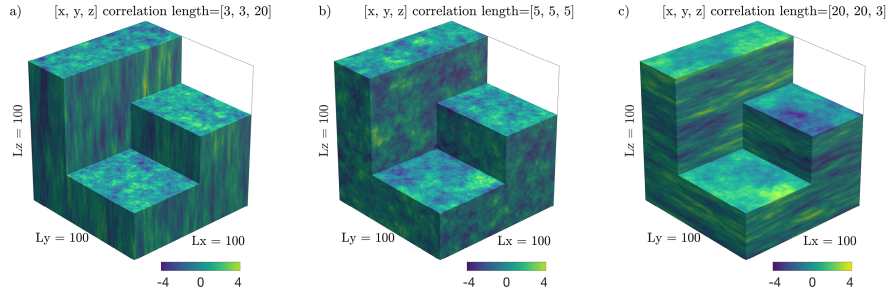 a) [x, y, z] correlation length=[3, 3, 20]
Lz = 100
Ly = 100
Lx = 100
-4 0 4
b) [x, y, z] correlation length=[5, 5, 5]
Lz = 100
Ly = 100
Lx = 100
-4 0 4
c) [x, y, z] correlation length=[20, 20, 3]
Lz = 100
Ly = 100
Lx = 100
-4 0 4